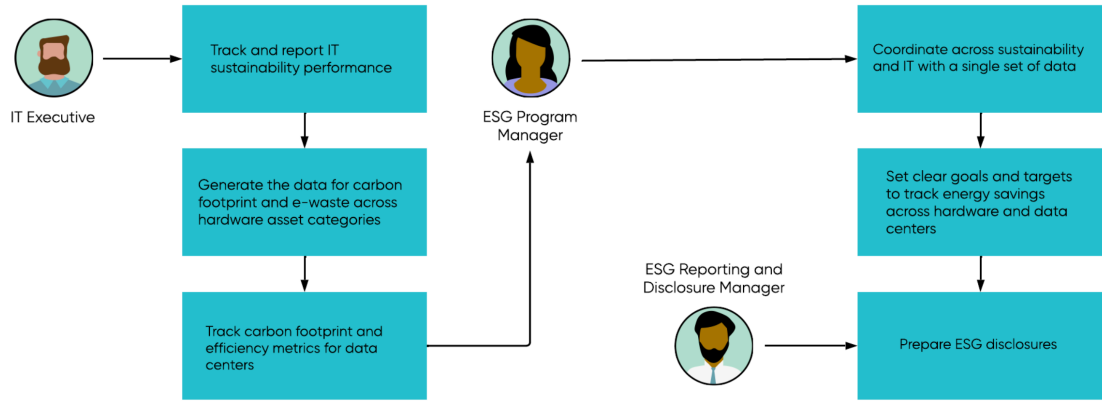 IT Executive
Track and report IT
sustainability performance
Generate the data for carbon
footprint and e-waste across
hardware asset categories
Track carbon footprint and
efficiency metrics for data
centers
ESG Program
Manager
Coordinate across sustainability
and IT with a single set of data
Set clear goals and targets
to track energy savings
across hardware and data
centers
ESG Reporting and
Disclosure Manager
Prepare ESG disclosures